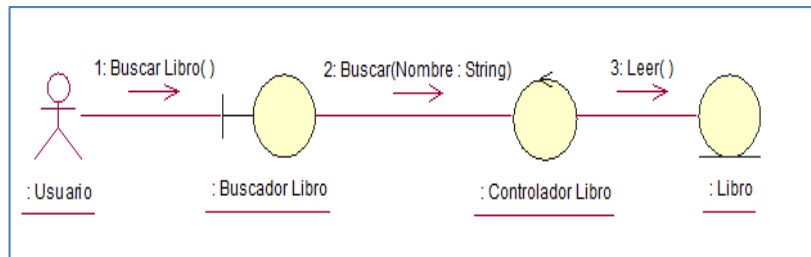 1: Buscar Libro( )
2: Buscar(Nombre : String)
3: Leer( )
: Usuario
: Buscador Libro
: Controlador Libro
: Libro